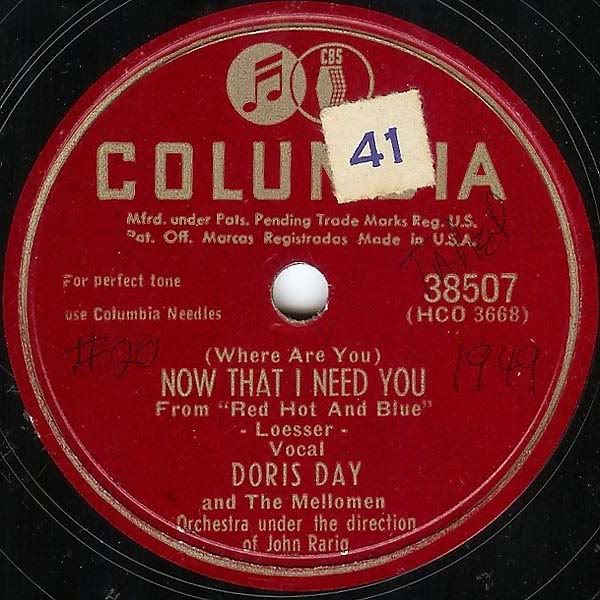 CBS
41
COLUMBIA
Mfrd. under Pats. Pending Trade Marks Reg. U.S.
Pat. Off. Marcas Registradas Made in U.S.A.
For perfect tone
use Columbia Needles
38507
(HCO 3668)
#20
1949
(Where Are You)
NOW THAT I NEED YOU
From "Red Hot And Blue"
- Loesser -
Vocal
DORIS DAY
and The Mellomen
Orchestra under the direction
of John Rarig